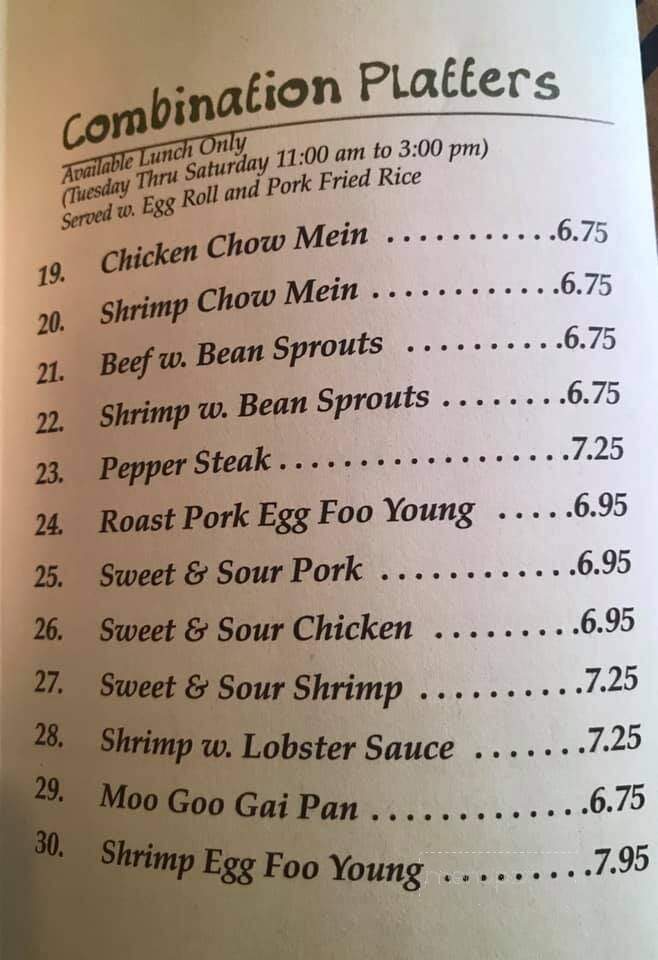 Combination Platters
Available Lunch Only
(Tuesday Thru Saturday 11:00 am to 3:00 pm)
Served w. Egg Roll and Pork Fried Rice
19. Chicken Chow Mein ...........6.75
20. Shrimp Chow Mein ............6.75
21. Beef w. Bean Sprouts ..........6.75
22. Shrimp w. Bean Sprouts ........6.75
23. Pepper Steak ..................7.25
24. Roast Pork Egg Foo Young .....6.95
25. Sweet & Sour Pork ............6.95
26. Sweet & Sour Chicken .........6.95
27. Sweet & Sour Shrimp ..........7.25
28. Shrimp w. Lobster Sauce .......7.25
29. Moo Goo Gai Pan .............6.75
30. Shrimp Egg Foo Young .........7.95